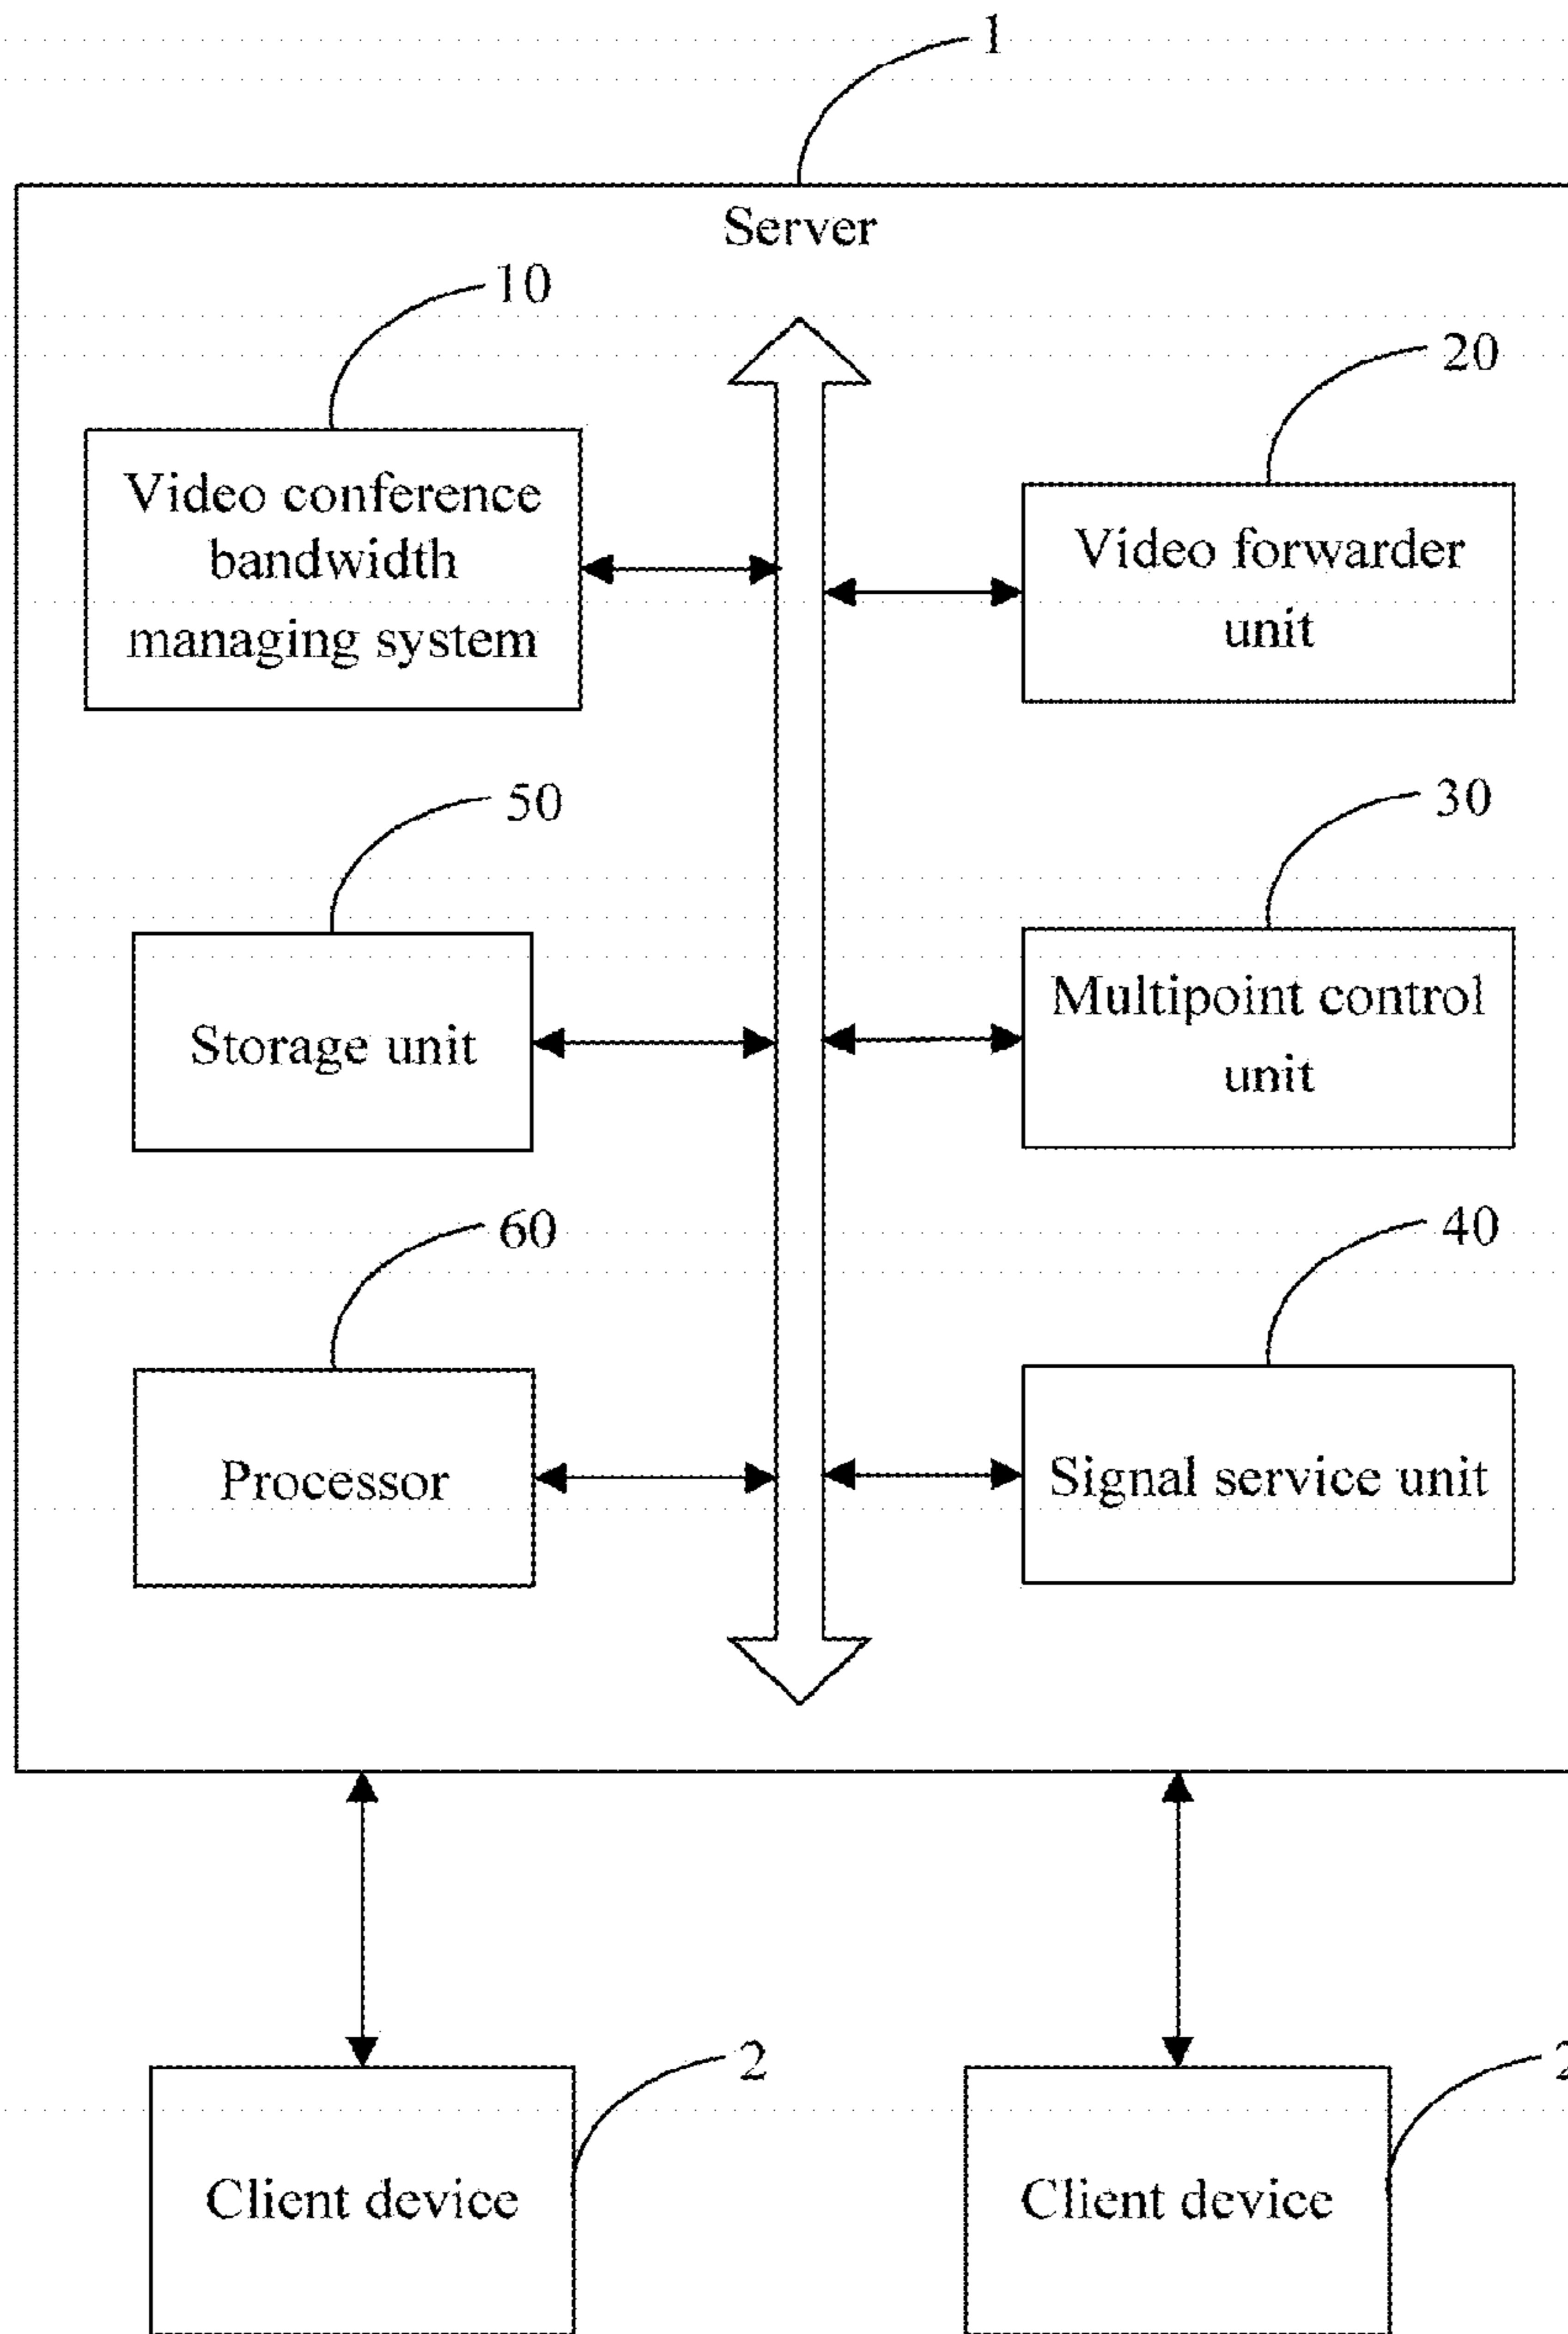 1
Server
10
20
Video conference
bandwidth
managing system
Video forwarder
unit
50
30
Storage unit
Multipoint control
unit
60
40
Processor
Signal service unit
2
2
Client device
Client device